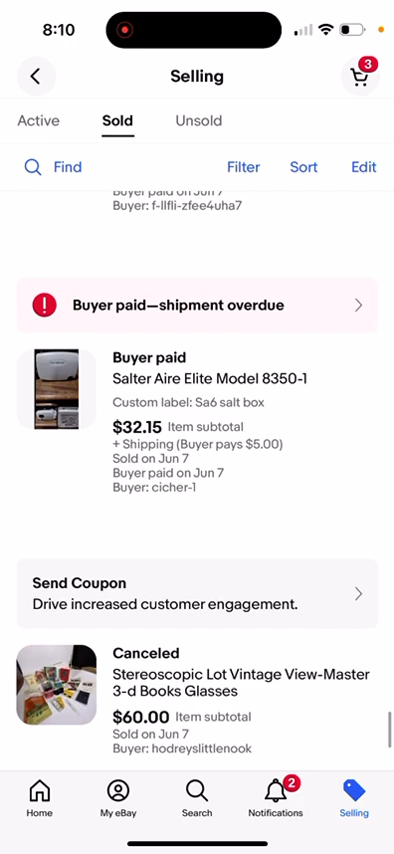 8:10
Selling
3
Active Sold Unsold
Find Filter Sort Edit
Buyer paid on Jun 7
Buyer: f-llfli-zfee4uha7
Buyer paid—shipment overdue
Buyer paid
Salter Aire Elite Model 8350-1
Custom label: Sa6 salt box
$32.15 Item subtotal
+ Shipping (Buyer pays $5.00)
Sold on Jun 7
Buyer paid on Jun 7
Buyer: cicher-1
Send Coupon
Drive increased customer engagement.
Canceled
Stereoscopic Lot Vintage View-Master
3-d Books Glasses
$60.00 Item subtotal
Sold on Jun 7
Buyer: hodreyslittlenook
2
Home My eBay Search Notifications Selling